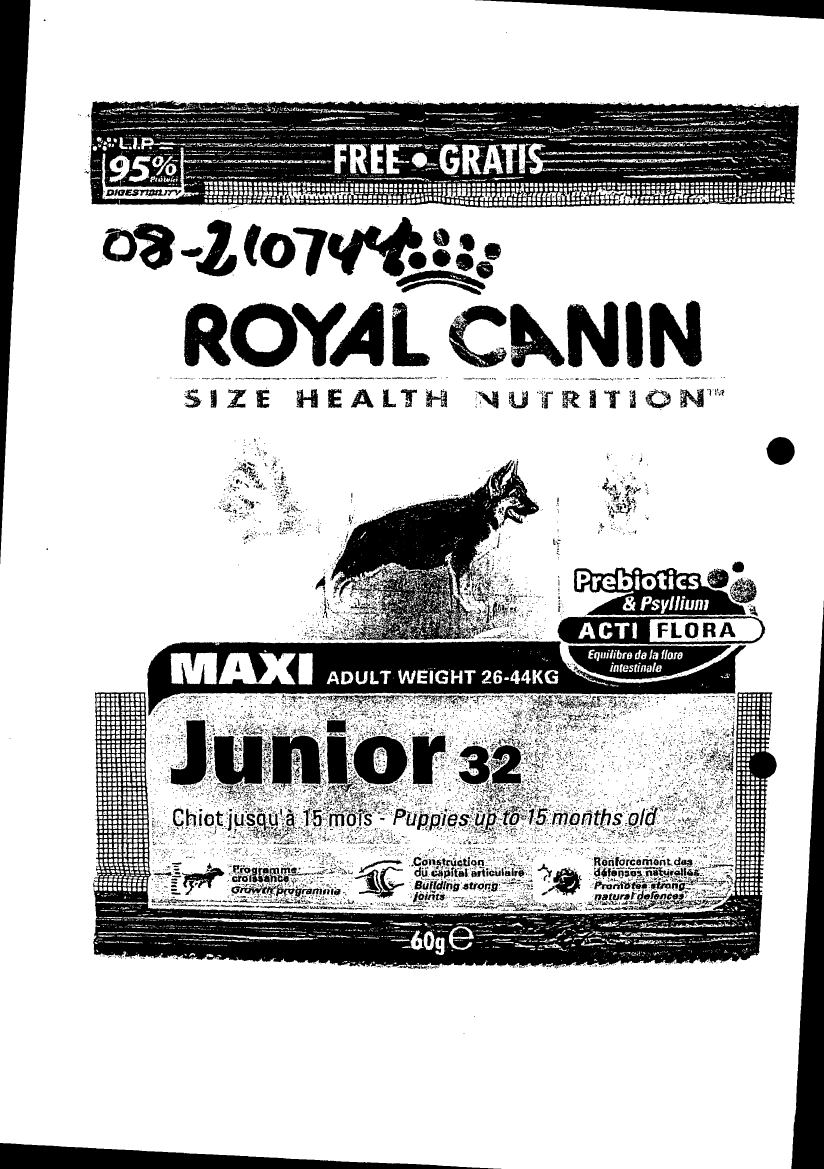 L.I.P.
95%
Protein
DIGESTIBILITY
FREE • GRATIS
08-210744
ROYAL CANIN
SIZE HEALTH NUTRITION™
Prebiotics
& Psyllium
ACTI FLORA
Equilibre de la flore
intestinale
MAXI ADULT WEIGHT 26-44KG
Junior 32
Chiot jusqu'à 15 mois - Puppies up to 15 months old
Programme
croissance
Growth programme
Construction
du capital articulaire
Building strong
joints
Renforcement des
défenses naturelles
Promotes strong
natural defences
60g ℮